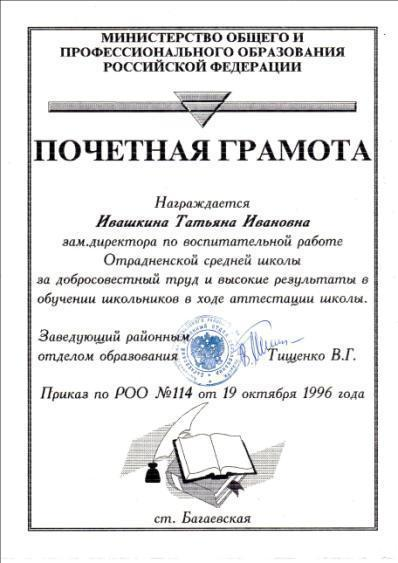 МИНИСТЕРСТВО ОБЩЕГО И
ПРОФЕССИОНАЛЬНОГО ОБРАЗОВАНИЯ
РОССИЙСКОЙ ФЕДЕРАЦИИ
ПОЧЕТНАЯ ГРАМОТА
Награждается
Ивашкина Татьяна Ивановна
зам.директора по воспитательной работе
Отрадненской средней школы
за добросовестный труд и высокие результаты в
обучении школьников в ходе аттестации школы.
Заведующий районным
отделом образования Тищенко В.Г.
Приказ по РОО №114 от 19 октября 1996 года
ст. Багаевская